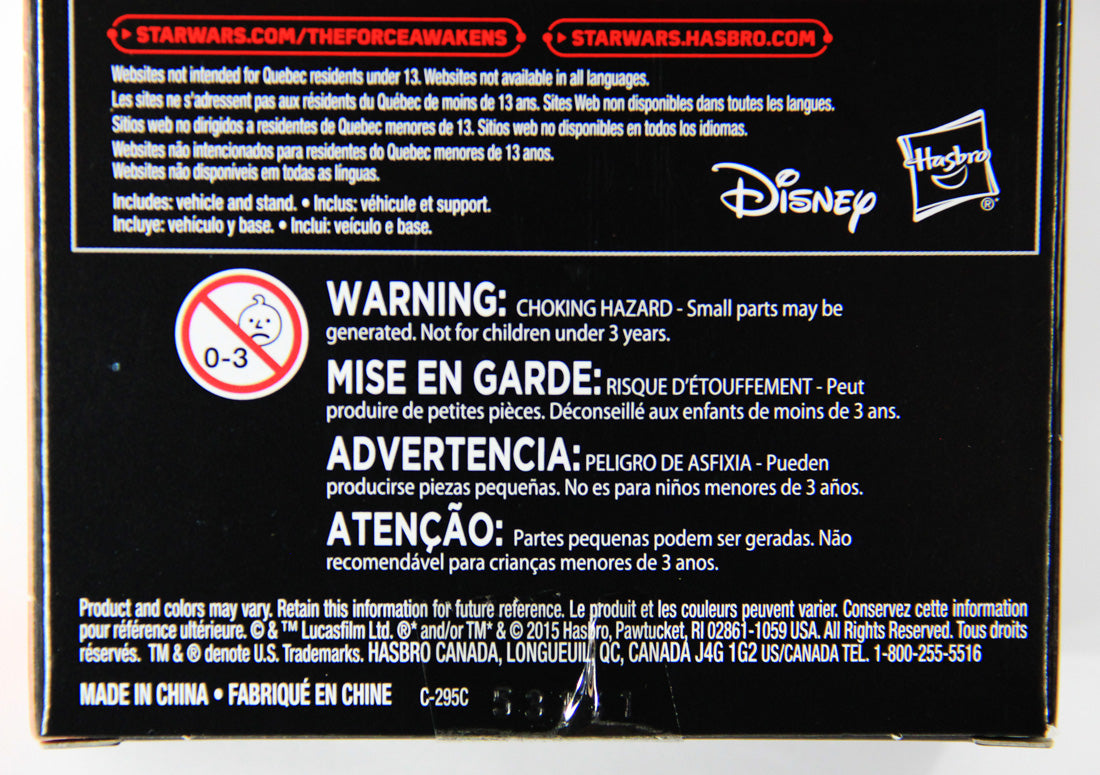 STARWARS.COM/THEFORCEAWAKENS STARWARS.HASBRO.COM
Websites not intended for Quebec residents under 13. Websites not available in all languages.
Les sites ne s'adressent pas aux résidents du Québec de moins de 13 ans. Sites Web non disponibles dans toutes les langues.
Sitios web no dirigidos a residentes de Quebec menores de 13. Sitios web no disponibles en todos los idiomas.
Websites não intencionados para residentes do Quebec menores de 13 anos.
Websites não disponíveis em todas as línguas.
Includes: vehicle and stand. • Inclus: véhicule et support.
Incluye: vehículo y base. • Inclui: veículo e base.
Disney
Hasbro ®*
0-3
WARNING: CHOKING HAZARD - Small parts may be
generated. Not for children under 3 years.
MISE EN GARDE: RISQUE D'ÉTOUFFEMENT - Peut
produire de petites pièces. Déconseillé aux enfants de moins de 3 ans.
ADVERTENCIA: PELIGRO DE ASFIXIA - Pueden
producirse piezas pequeñas. No es para niños menores de 3 años.
ATENÇÃO: Partes pequenas podem ser geradas. Não
recomendável para crianças menores de 3 anos.
Product and colors may vary. Retain this information for future reference. Le produit et les couleurs peuvent varier. Conservez cette information
pour référence ultérieure. © & ™ Lucasfilm Ltd. ®* and/or TM* & © 2015 Hasbro, Pawtucket, RI 02861-1059 USA. All Rights Reserved. Tous droits
réservés. TM & ® denote U.S. Trademarks. HASBRO CANADA, LONGUEUIL, QC, CANADA J4G 1G2 US/CANADA TEL. 1-800-255-5516
MADE IN CHINA • FABRIQUÉ EN CHINE C-295C